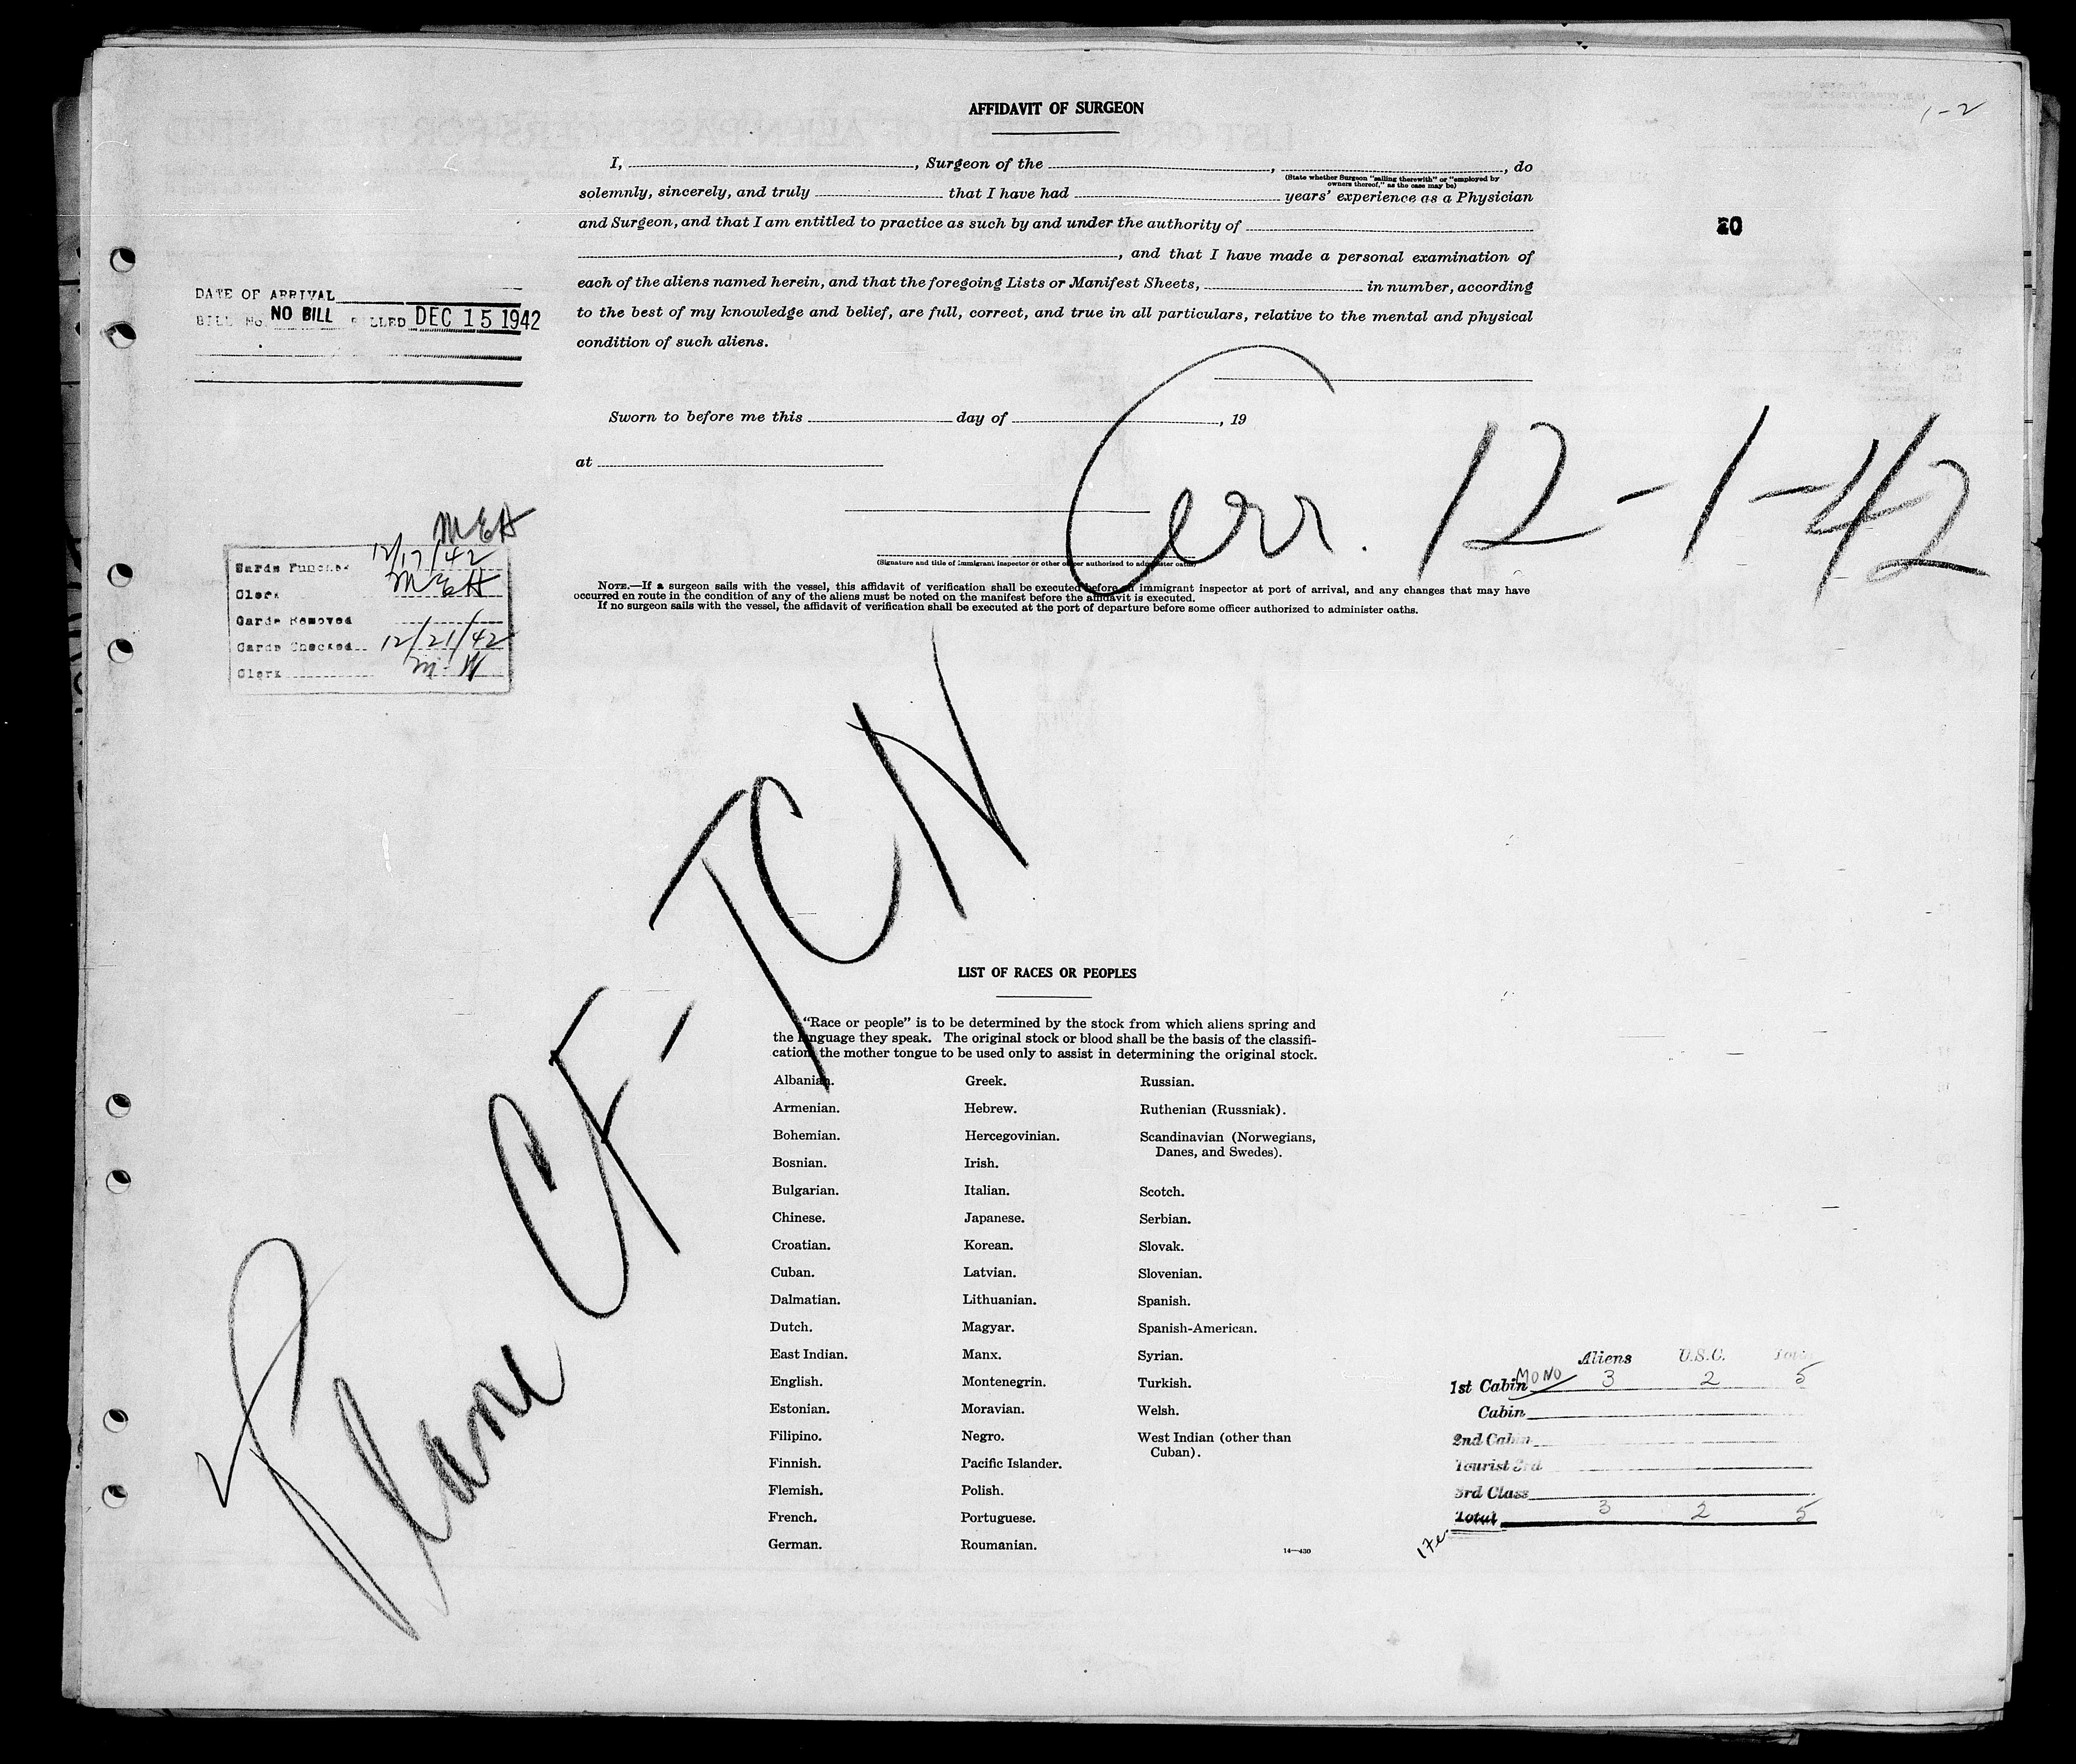 AFFIDAVIT OF SURGEON
1-2
I, , Surgeon of the , , do
(State whether Surgeon "sailing therewith" or "employed by owners thereof," as the case may be)
solemnly, sincerely, and truly that I have had years' experience as a Physician
and Surgeon, and that I am entitled to practice as such by and under the authority of
, and that I have made a personal examination of
each of the aliens named herein, and that the foregoing Lists or Manifest Sheets, in number, according
to the best of my knowledge and belief, are full, correct, and true in all particulars, relative to the mental and physical
condition of such aliens.
DATE OF ARRIVAL
BILL NO. NO BILL BILLED DEC 15 1942
Sworn to before me this day of , 19
at
12-1-42
(Signature and title of immigrant inspector or other officer authorized to administer oaths)
NOTE.—If a surgeon sails with the vessel, this affidavit of verification shall be executed before an immigrant inspector at port of arrival, and any changes that may have
occurred en route in the condition of any of the aliens must be noted on the manifest before the affidavit is executed.
If no surgeon sails with the vessel, the affidavit of verification shall be executed at the port of departure before some officer authorized to administer oaths.
MEH
12/17/42
Clerk MEH
Cards Removed
Cards Checked 12/21/42
Clerk
Plane CF-TCN
LIST OF RACES OR PEOPLES
"Race or people" is to be determined by the stock from which aliens spring and
the language they speak. The original stock or blood shall be the basis of the classifi-
cation, the mother tongue to be used only to assist in determining the original stock.
Albanian.
Armenian.
Bohemian.
Bosnian.
Bulgarian.
Chinese.
Croatian.
Cuban.
Dalmatian.
Dutch.
East Indian.
English.
Estonian.
Filipino.
Finnish.
Flemish.
French.
German.
Greek.
Hebrew.
Hercegovinian.
Irish.
Italian.
Japanese.
Korean.
Latvian.
Lithuanian.
Magyar.
Manx.
Montenegrin.
Moravian.
Negro.
Pacific Islander.
Polish.
Portuguese.
Roumanian.
Russian.
Ruthenian (Russniak).
Scandinavian (Norwegians,
Danes, and Swedes).
Scotch.
Serbian.
Slovak.
Slovenian.
Spanish.
Spanish-American.
Syrian.
Turkish.
Welsh.
West Indian (other than
Cuban).
14—430
Aliens U.S.C. Total
1st Cabin MONO 3 2 5
Cabin
2nd Cabin
Tourist 3rd
3rd Class
Total 3 2 5